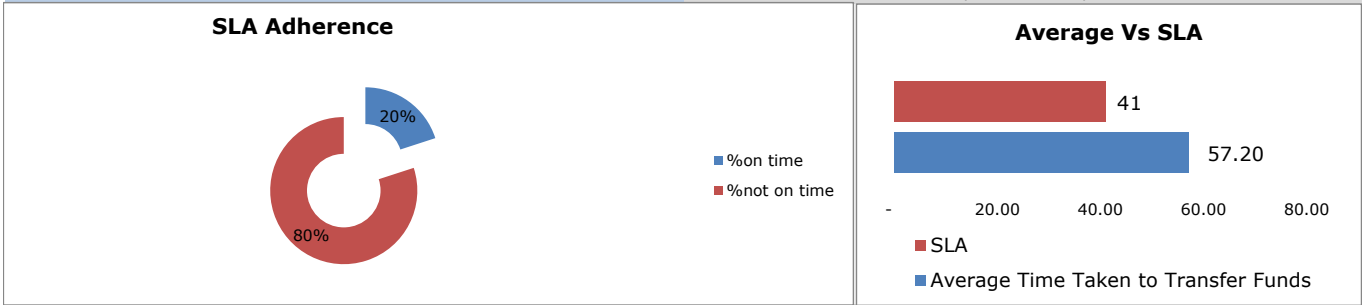 SLA Adherence
20%
80%
%on time
%not on time
Average Vs SLA
41
57.20
- 20.00 40.00 60.00 80.00
SLA
Average Time Taken to Transfer Funds